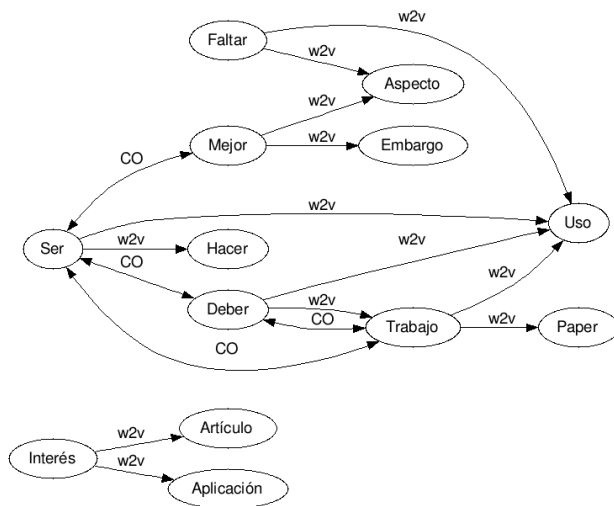 Faltar
w2v
w2v
Aspecto
w2v
Mejor
w2v
Embargo
CO
w2v
Uso
Ser
w2v
Hacer
w2v
CO
Deber
w2v
w2v
CO
Trabajo
w2v
Paper
CO
Artículo
w2v
Interés
w2v
Aplicación